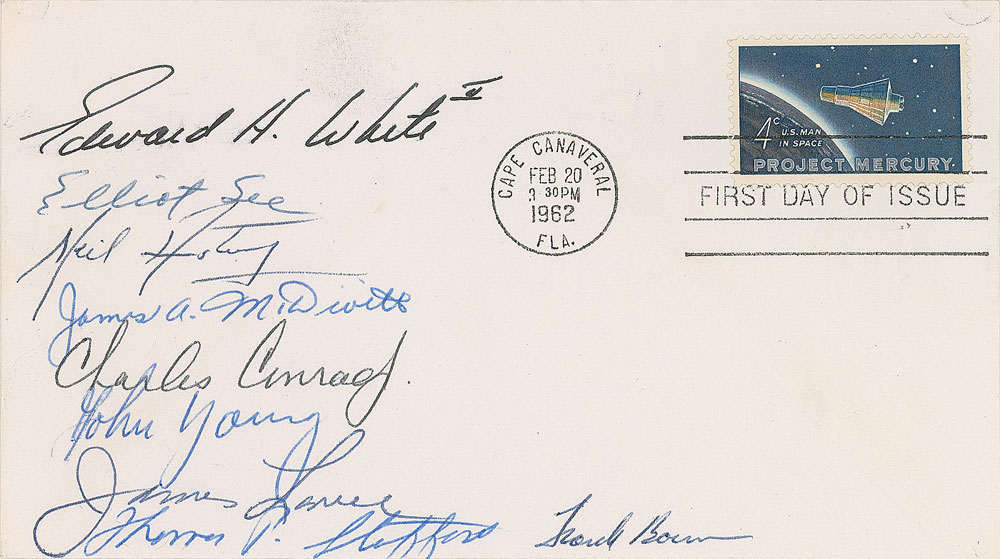 Edward H. White II
Elliot See
Neil Armstrong
James A. McDivitt
Charles Conrad Jr.
John Young
James Lovell
Thomas P. Stafford
Frank Borman
CAPE CANAVERAL
FEB 20
3 30PM
1962
FLA.
4c U.S. MAN
IN SPACE
PROJECT MERCURY
FIRST DAY OF ISSUE